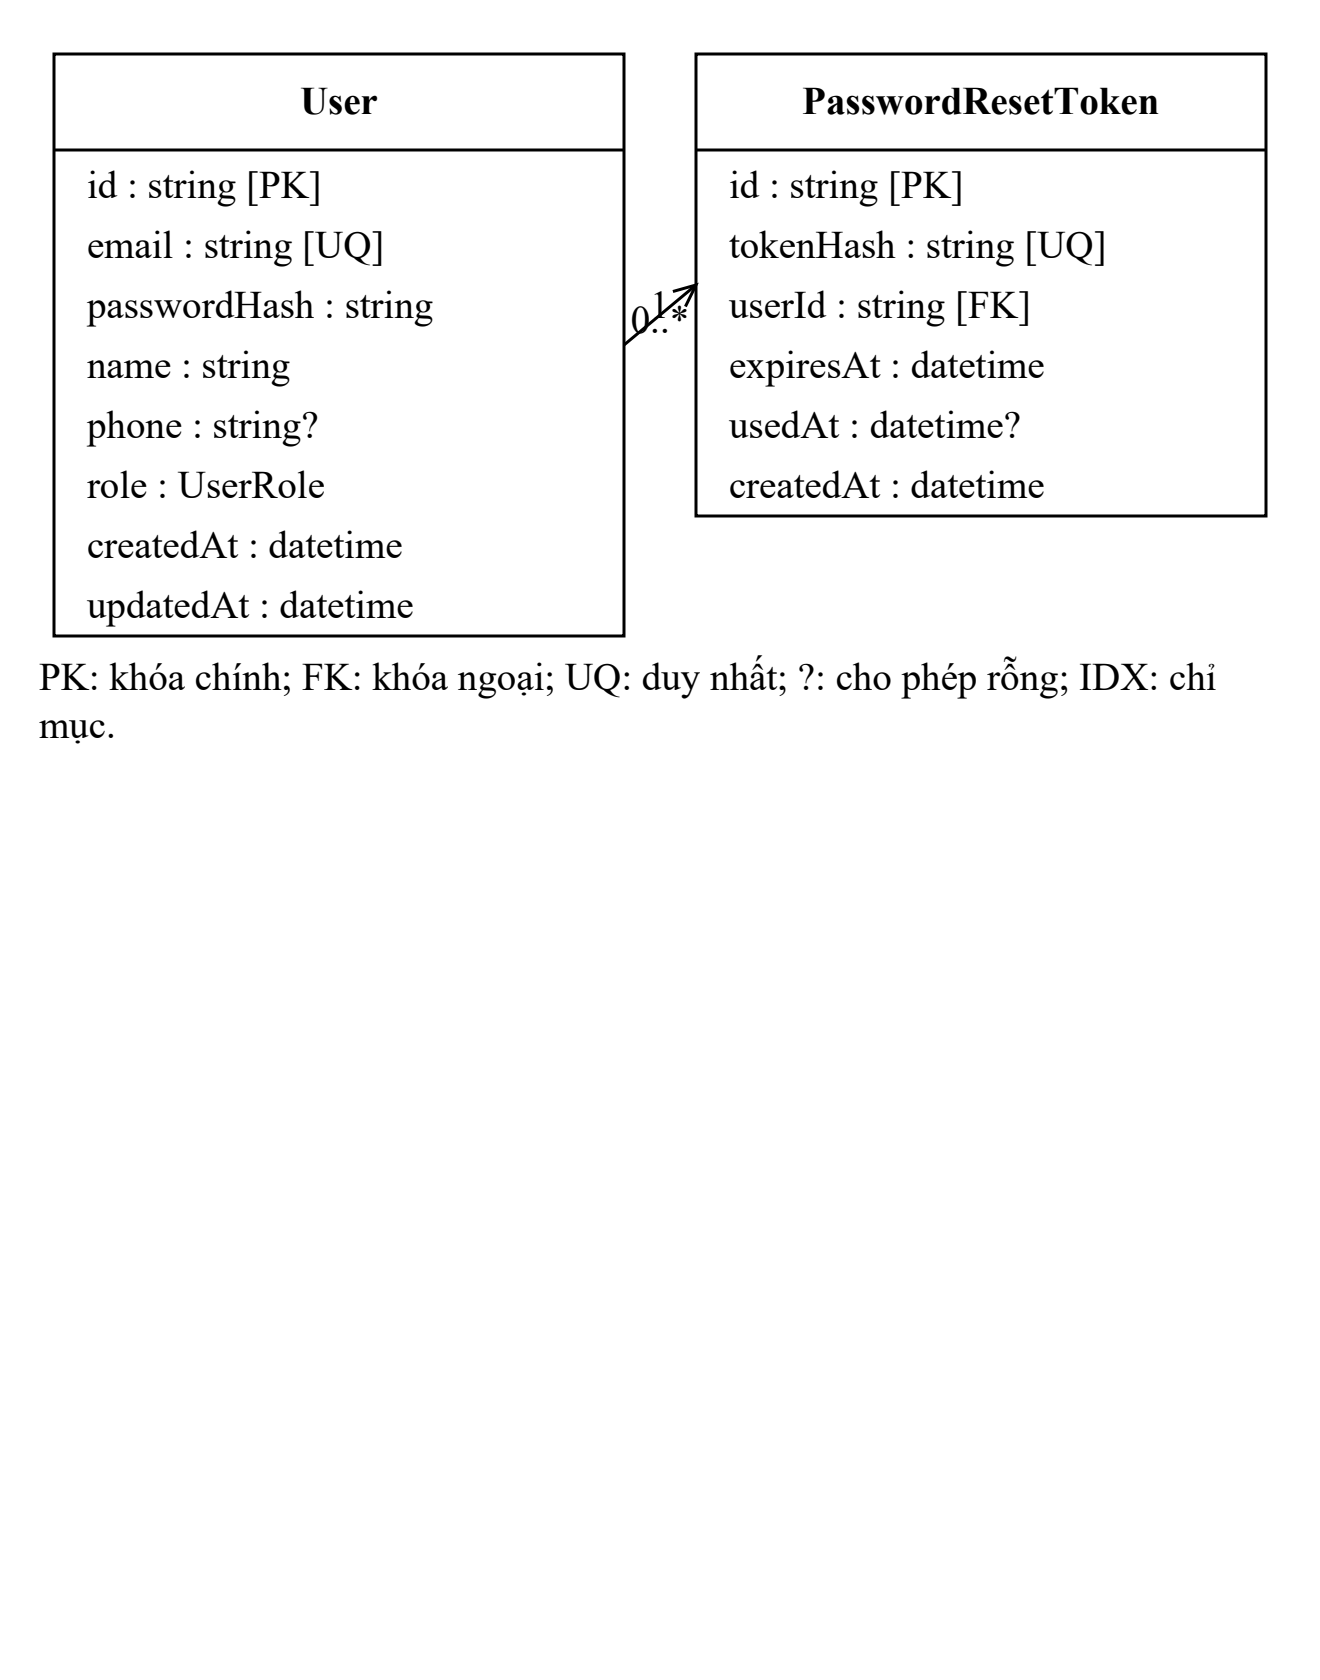 User
id : string [PK]
email : string [UQ]
passwordHash : string
name : string
phone : string?
role : UserRole
createdAt : datetime
updatedAt : datetime
1
0..*
PasswordResetToken
id : string [PK]
tokenHash : string [UQ]
userId : string [FK]
expiresAt : datetime
usedAt : datetime?
createdAt : datetime
PK: khóa chính; FK: khóa ngoại; UQ: duy nhất; ?: cho phép rỗng; IDX: chỉ
mục.